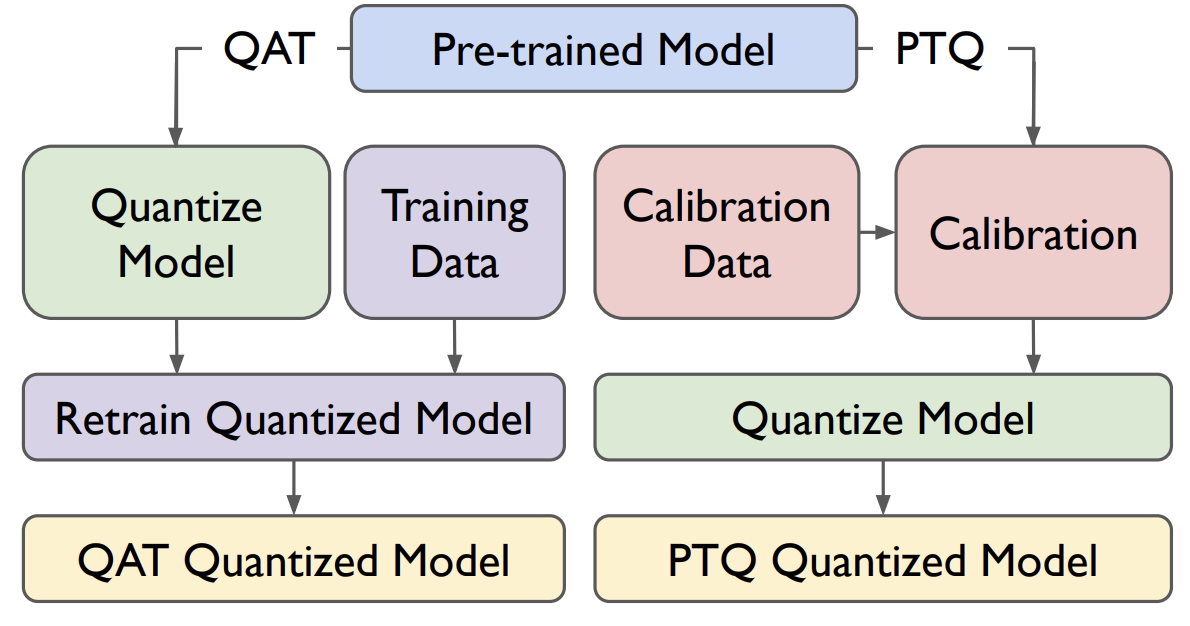 QAT
Pre-trained Model
PTQ
Quantize
Model
Training
Data
Calibration
Data
Calibration
Retrain Quantized Model
Quantize Model
QAT Quantized Model
PTQ Quantized Model